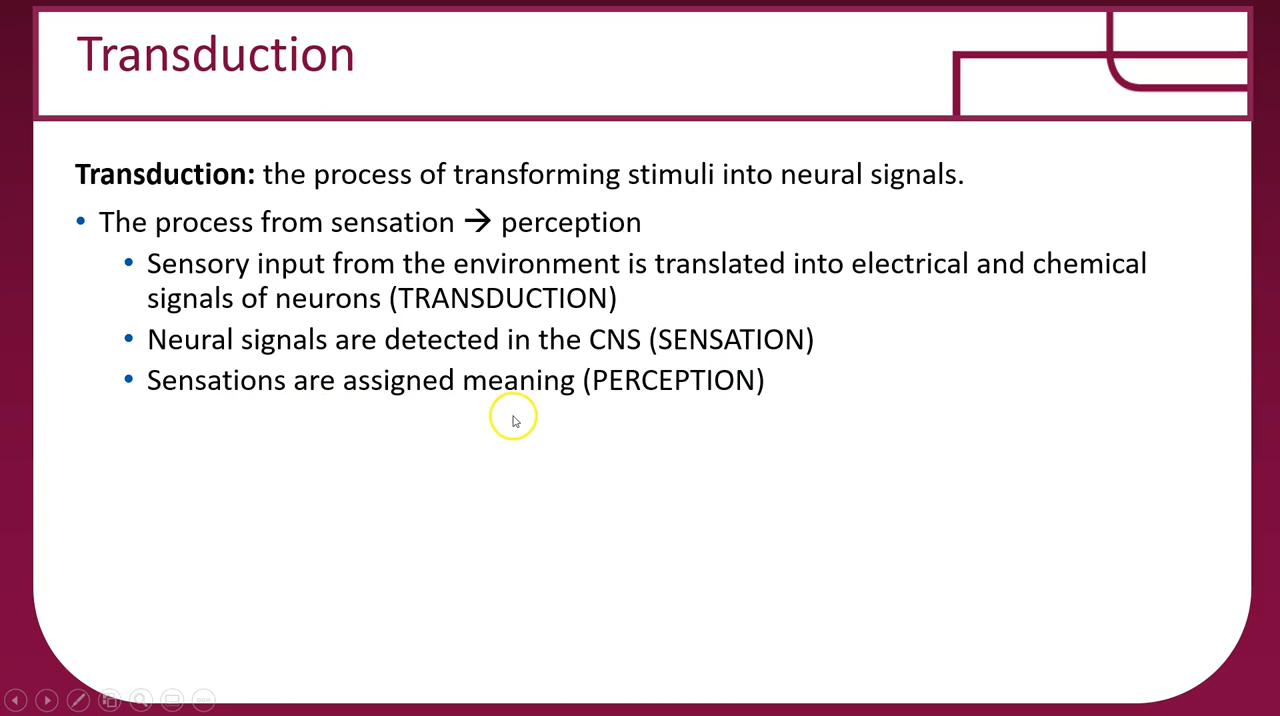 Transduction
Transduction: the process of transforming stimuli into neural signals.
• The process from sensation → perception
• Sensory input from the environment is translated into electrical and chemical
signals of neurons (TRANSDUCTION)
• Neural signals are detected in the CNS (SENSATION)
• Sensations are assigned meaning (PERCEPTION)